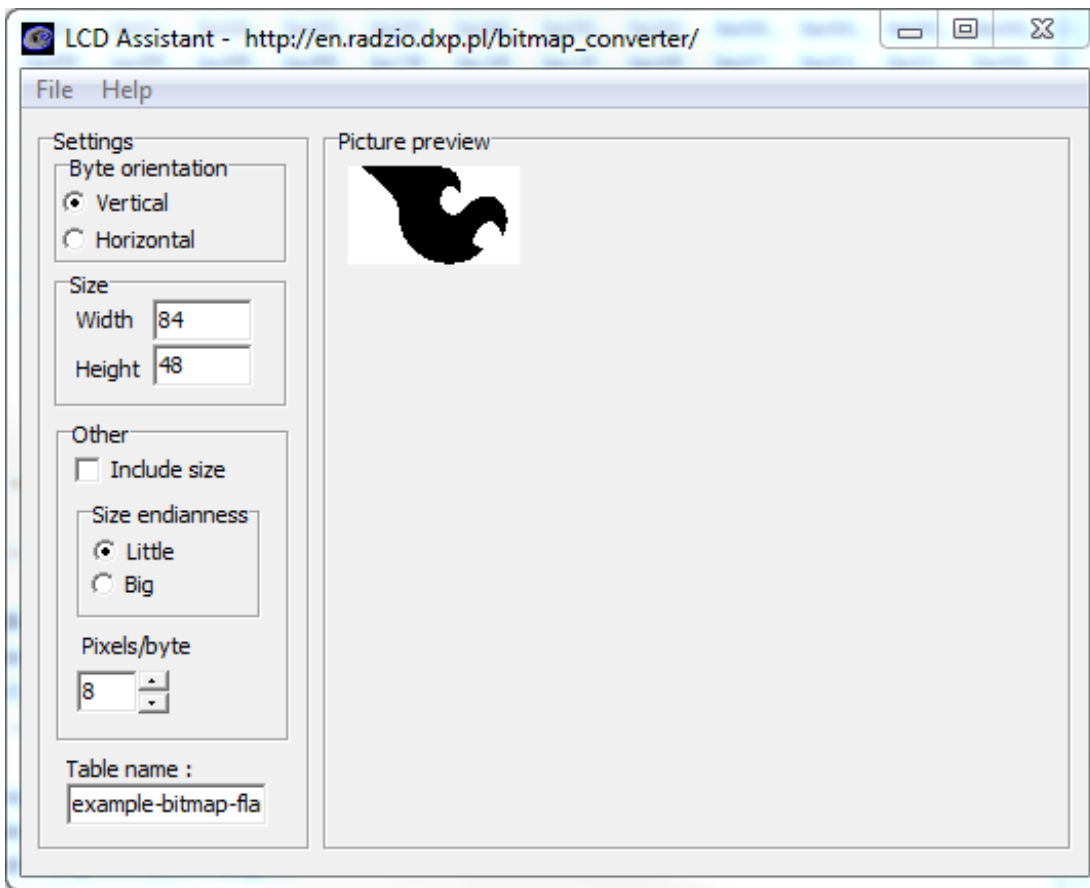 LCD Assistant - http://en.radzio.dxp.pl/bitmap_converter/
File Help
Settings
Byte orientation
Vertical
Horizontal
Size
Width 84
Height 48
Other
Include size
Size endianness
Little
Big
Pixels/byte
8
Table name :
example-bitmap-fla
Picture preview